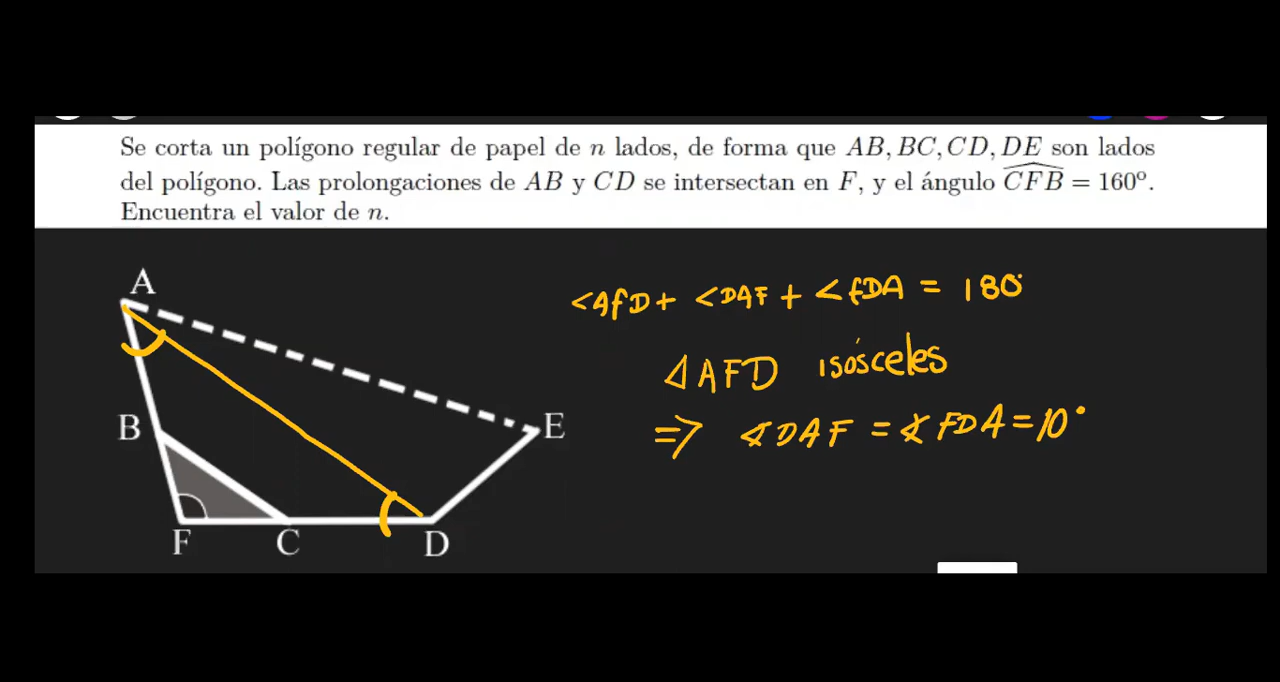 Se corta un polígono regular de papel de n lados, de forma que AB, BC, CD, DE son lados
del polígono. Las prolongaciones de AB y CD se intersectan en F, y el ángulo CFB = 160º.
Encuentra el valor de n.
A
<AfD + <DAF + <fDA = 180°
ΔAFD isósceles
B
E
=> ∢DAF = ∢FDA = 10°
F
C
D